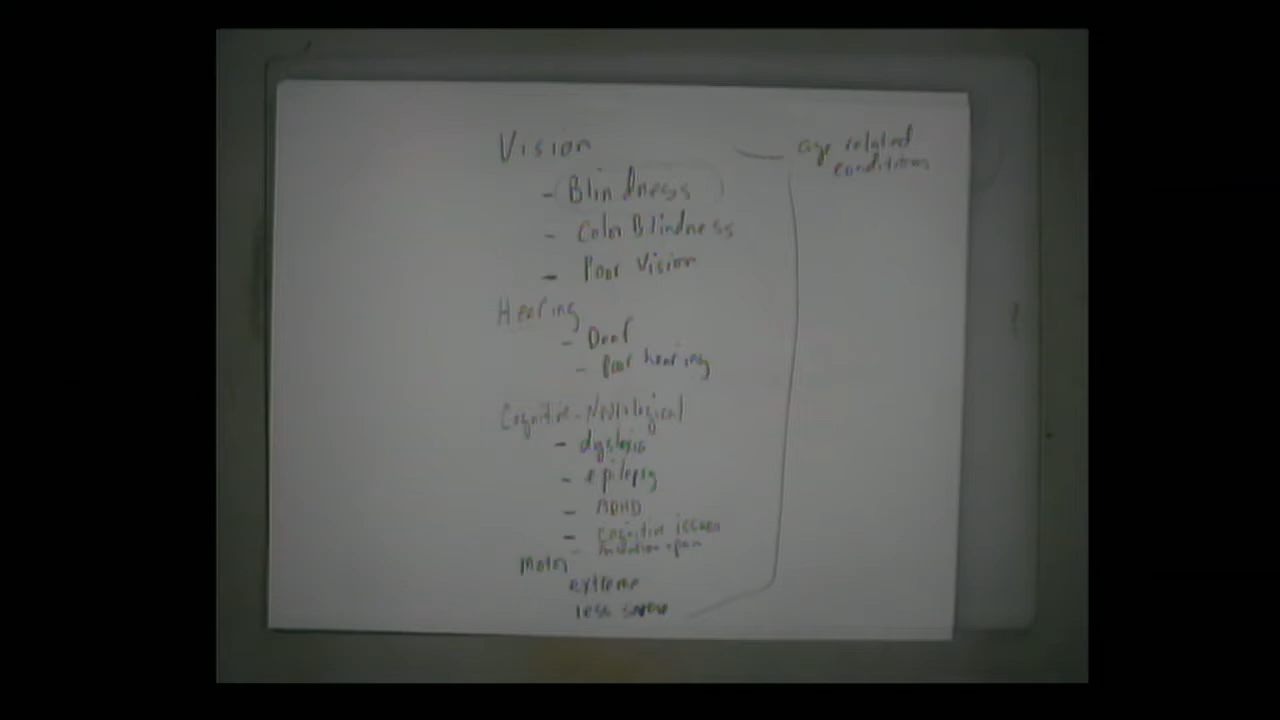 Vision
age related
conditions
- Blindness
- Color Blindness
- Poor Vision
Hearing
- Deaf
- Poor hearing
Cognitive - Neurological
- dyslexia
- epilepsy
- ADHD
- cognitive issues
Motor
extreme
less severe